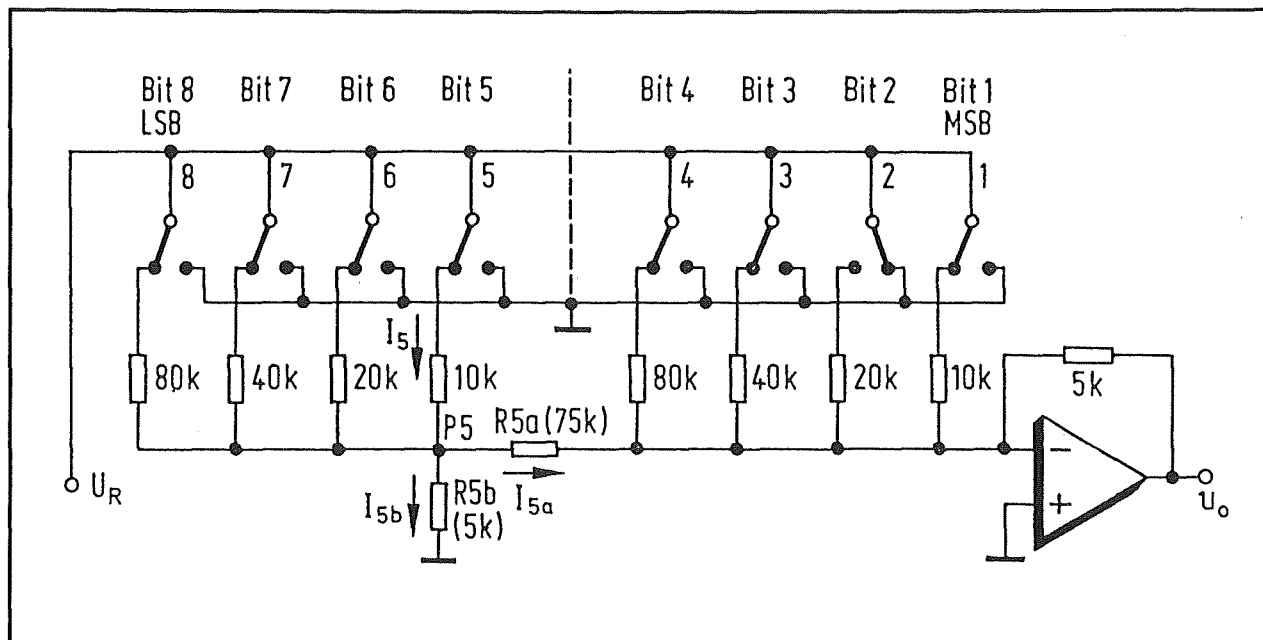 Bit 8 Bit 7 Bit 6 Bit 5 Bit 4 Bit 3 Bit 2 Bit 1
LSB MSB
8 7 6 5 4 3 2 1
I5
80k 40k 20k 10k 80k 40k 20k 10k 5k
P5 R5a (75k)
UR I5b R5b (5k) I5a − + uo